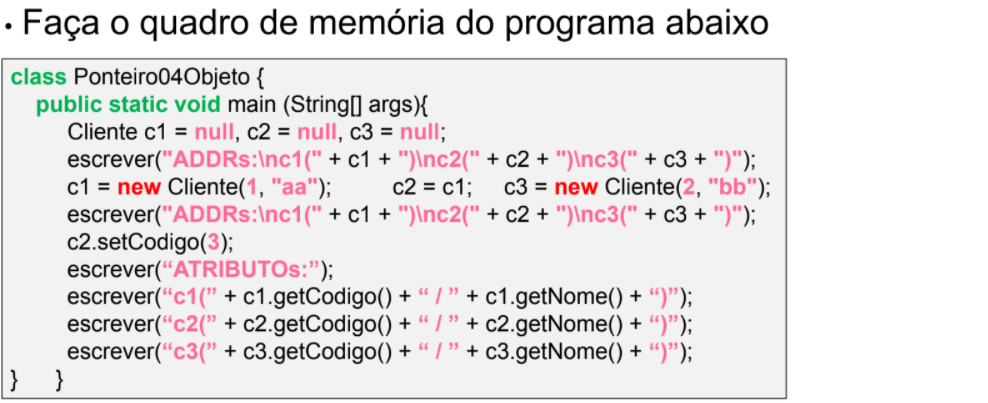 • Faça o quadro de memória do programa abaixo
class Ponteiro04Objeto {
public static void main (String[] args){
Cliente c1 = null, c2 = null, c3 = null;
escrever("ADDRs:\nc1(" + c1 + ")\nc2(" + c2 + ")\nc3(" + c3 + ")");
c1 = new Cliente(1, "aa"); c2 = c1; c3 = new Cliente(2, "bb");
escrever("ADDRs:\nc1(" + c1 + ")\nc2(" + c2 + ")\nc3(" + c3 + ")");
c2.setCodigo(3);
escrever(“ATRIBUTOs:”);
escrever(“c1(” + c1.getCodigo() + “ / ” + c1.getNome() + “)”);
escrever(“c2(” + c2.getCodigo() + “ / ” + c2.getNome() + “)”);
escrever(“c3(” + c3.getCodigo() + “ / ” + c3.getNome() + “)”);
} }